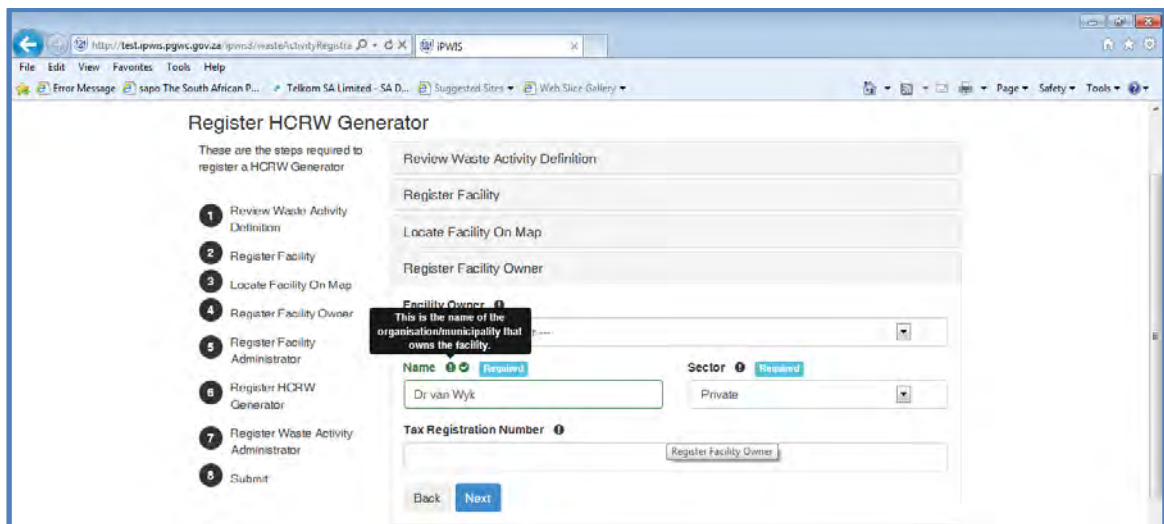 http://test.ipwis.pgwc.gov.za/ipwis3/wasteActivityRegistra
IPWIS
File Edit View Favorites Tools Help
Error Message sapo The South African P... Telkom SA Limited - SA D... Suggested Sites Web Slice Gallery
Page Safety Tools
Register HCRW Generator
These are the steps required to
register a HCRW Generator
1 Review Waste Activity
Definition
2 Register Facility
3 Locate Facility On Map
4 Register Facility Owner
5 Register Facility
Administrator
6 Register HCRW
Generator
7 Register Waste Activity
Administrator
8 Submit
Review Waste Activity Definition
Register Facility
Locate Facility On Map
Register Facility Owner
Facility Owner
This is the name of the
organisation/municipality that
owns the facility.
Name Required
Dr van Wyk
Sector Required
Private
Tax Registration Number
Register Facility Owner
Back Next